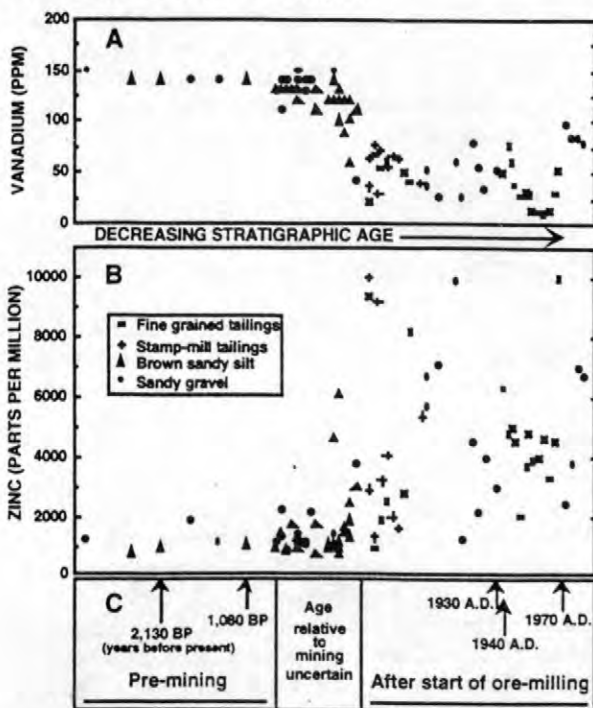 200
A
150
100
50
0
VANADIUM (PPM)
DECREASING STRATIGRAPHIC AGE
B
10000
8000
6000
4000
2000
0
ZINC (PARTS PER MILLION)
Fine grained tailings
Stamp-mill tailings
Brown sandy silt
Sandy gravel
C
2,130 BP
(years before present)
1,060 BP
Pre-mining
Age
relative
to
mining
uncertain
1930 A.D.
1940 A.D.
1970 A.D.
After start of ore-milling